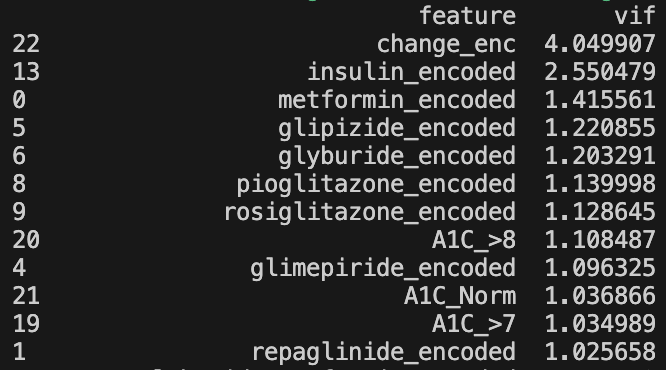 feature vif
22 change_enc 4.049907
13 insulin_encoded 2.550479
0 metformin_encoded 1.415561
5 glipizide_encoded 1.220855
6 glyburide_encoded 1.203291
8 pioglitazone_encoded 1.139998
9 rosiglitazone_encoded 1.128645
20 A1C_>8 1.108487
4 glimepiride_encoded 1.096325
21 A1C_Norm 1.036866
19 A1C_>7 1.034989
1 repaglinide_encoded 1.025658